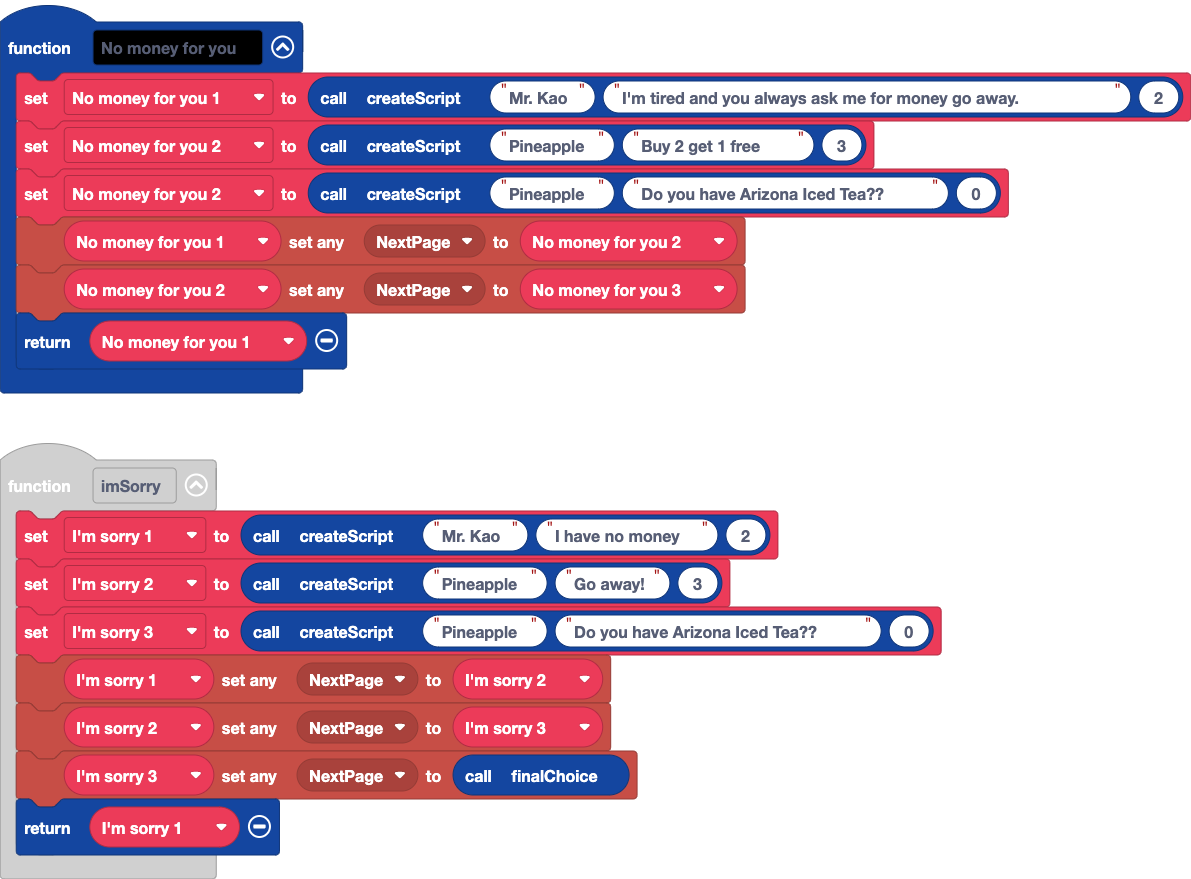 function No money for you
set No money for you 1 to call createScript "Mr. Kao" "I'm tired and you always ask me for money go away." 2
set No money for you 2 to call createScript "Pineapple" "Buy 2 get 1 free" 3
set No money for you 2 to call createScript "Pineapple" "Do you have Arizona Iced Tea??" 0
No money for you 1 set any NextPage to No money for you 2
No money for you 2 set any NextPage to No money for you 3
return No money for you 1
function imSorry
set I'm sorry 1 to call createScript "Mr. Kao" "I have no money" 2
set I'm sorry 2 to call createScript "Pineapple" "Go away!" 3
set I'm sorry 3 to call createScript "Pineapple" "Do you have Arizona Iced Tea??" 0
I'm sorry 1 set any NextPage to I'm sorry 2
I'm sorry 2 set any NextPage to I'm sorry 3
I'm sorry 3 set any NextPage to call finalChoice
return I'm sorry 1